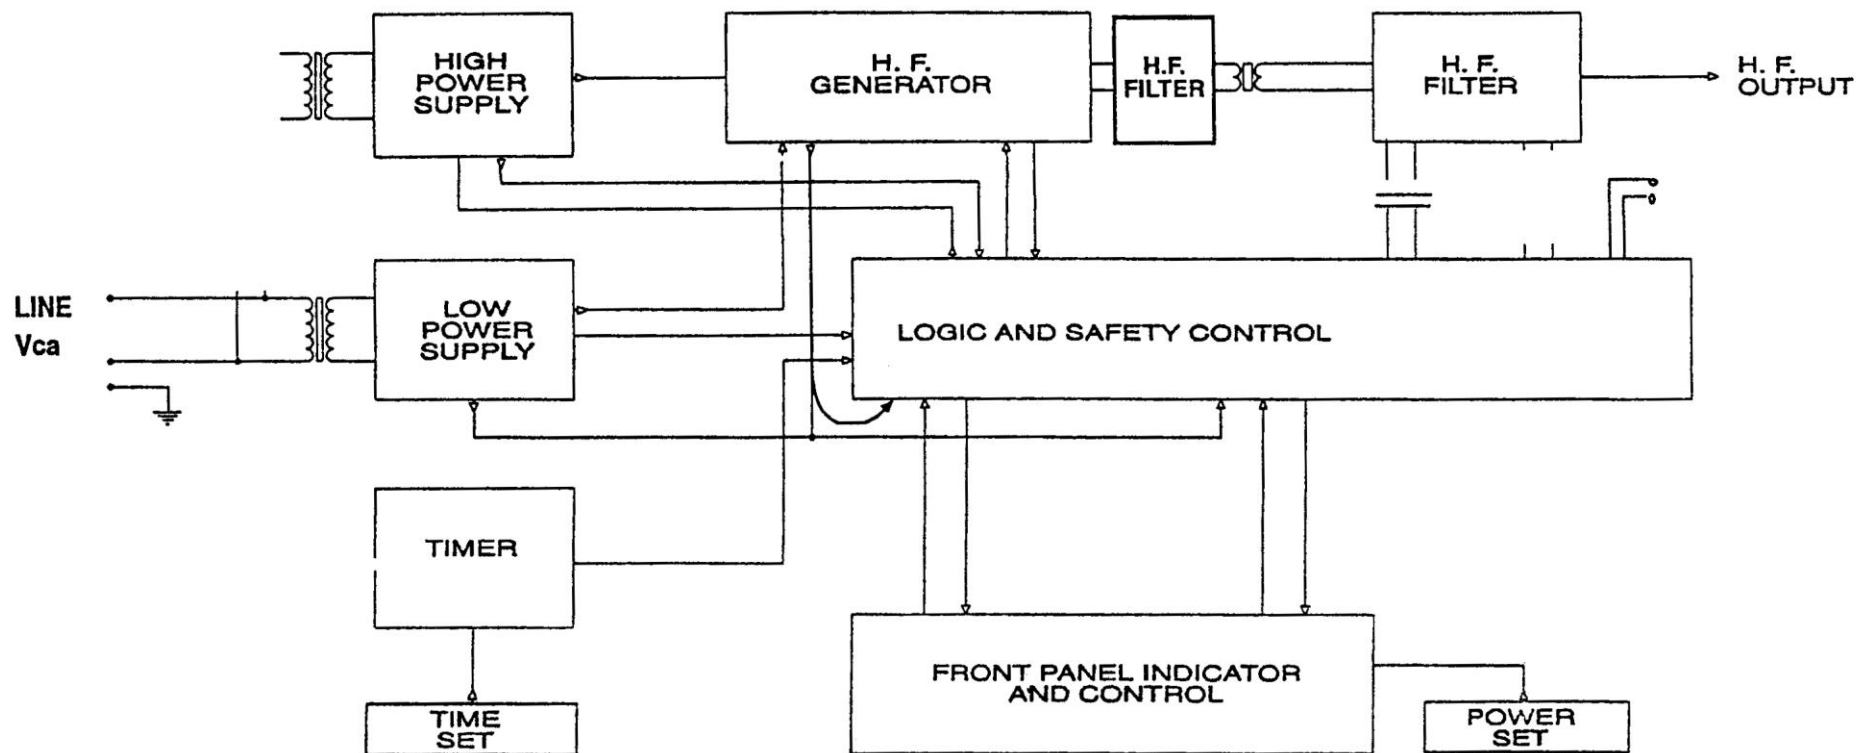 HIGH
POWER
SUPPLY
H. F.
GENERATOR
H.F.
FILTER
H. F.
FILTER
H. F.
OUTPUT
LINE
Vca
LOW
POWER
SUPPLY
LOGIC AND SAFETY CONTROL
TIMER
TIME
SET
FRONT PANEL INDICATOR
AND CONTROL
POWER
SET